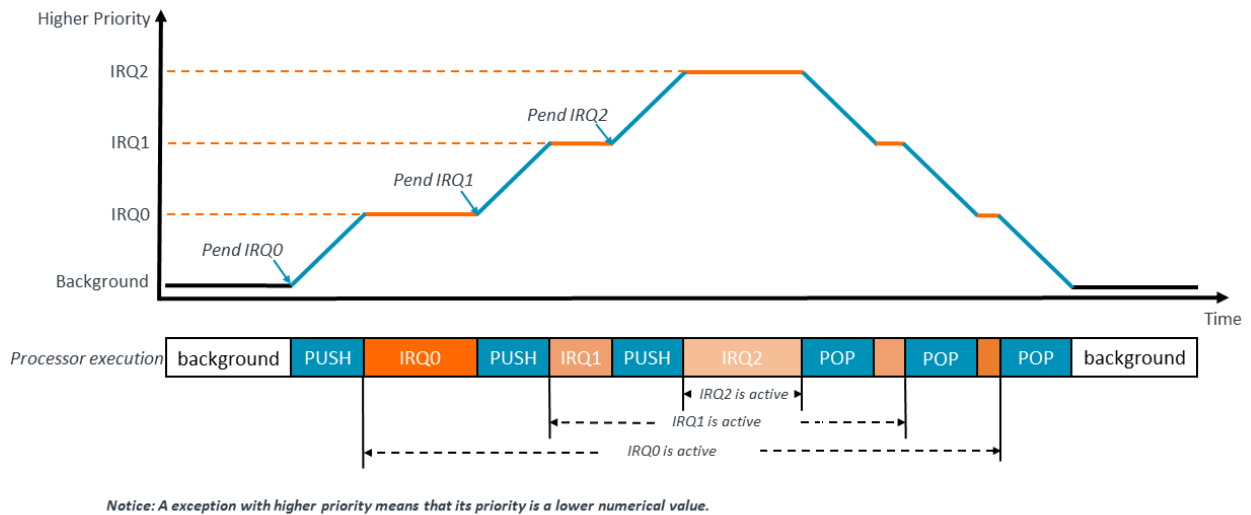 Higher Priority
IRQ2
Pend IRQ2
IRQ1
Pend IRQ1
IRQ0
Pend IRQ0
Background
Time
Processor execution background PUSH IRQ0 PUSH IRQ1 PUSH IRQ2 POP POP POP background
IRQ2 is active
IRQ1 is active
IRQ0 is active
Notice: A exception with higher priority means that its priority is a lower numerical value.